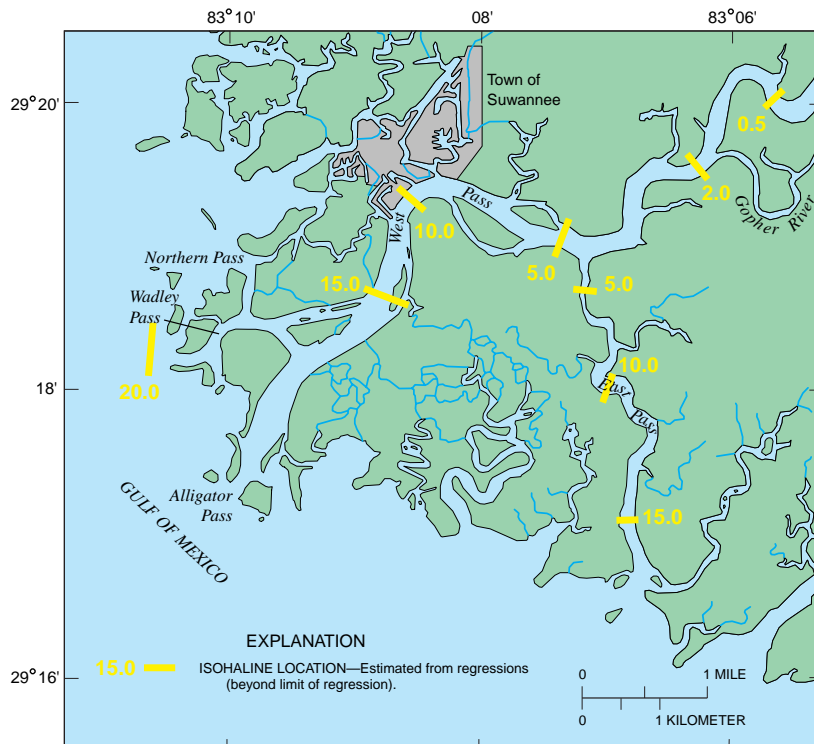 83° 10'
08'
83° 06'
29° 20'
Town of
Suwannee
0.5
2.0
Gopher River
Pass
West
10.0
5.0
Northern Pass
15.0
5.0
Wadley
Pass
10.0
18'
20.0
East Pass
Alligator
Pass
GULF OF MEXICO
15.0
EXPLANATION
15.0
ISOHALINE LOCATION—Estimated from regressions
(beyond limit of regression).
29° 16'
0 1 MILE
0 1 KILOMETER